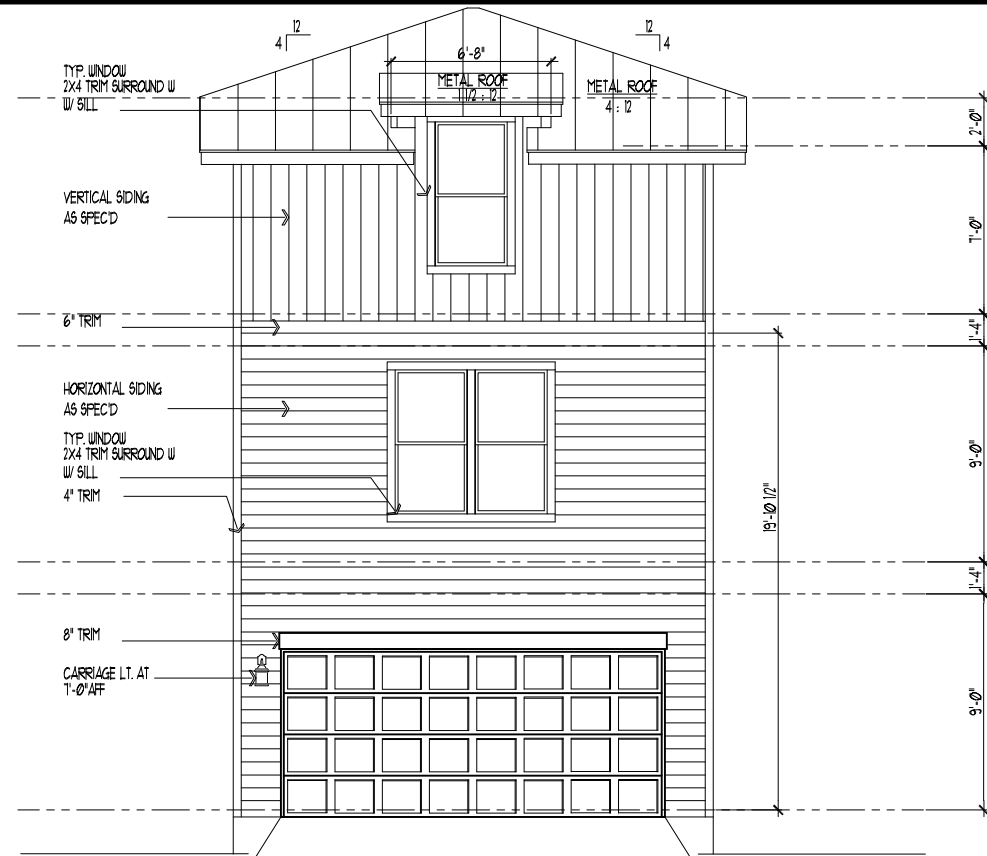 12
4
12
4
6'-8"
TYP. WINDOW
2X4 TRIM SURROUND W
W/ SILL
METAL ROOF
1 1/2 : 12
METAL ROOF
4 : 12
2'-0"
VERTICAL SIDING
AS SPEC'D
7'-0"
6" TRIM
1'-4"
HORIZONTAL SIDING
AS SPEC'D
TYP. WINDOW
2X4 TRIM SURROUND W
W/ SILL
4" TRIM
9'-0"
19'-10 1/2"
1'-4"
8" TRIM
CARRIAGE LT. AT
7'-0"AFF
9'-0"